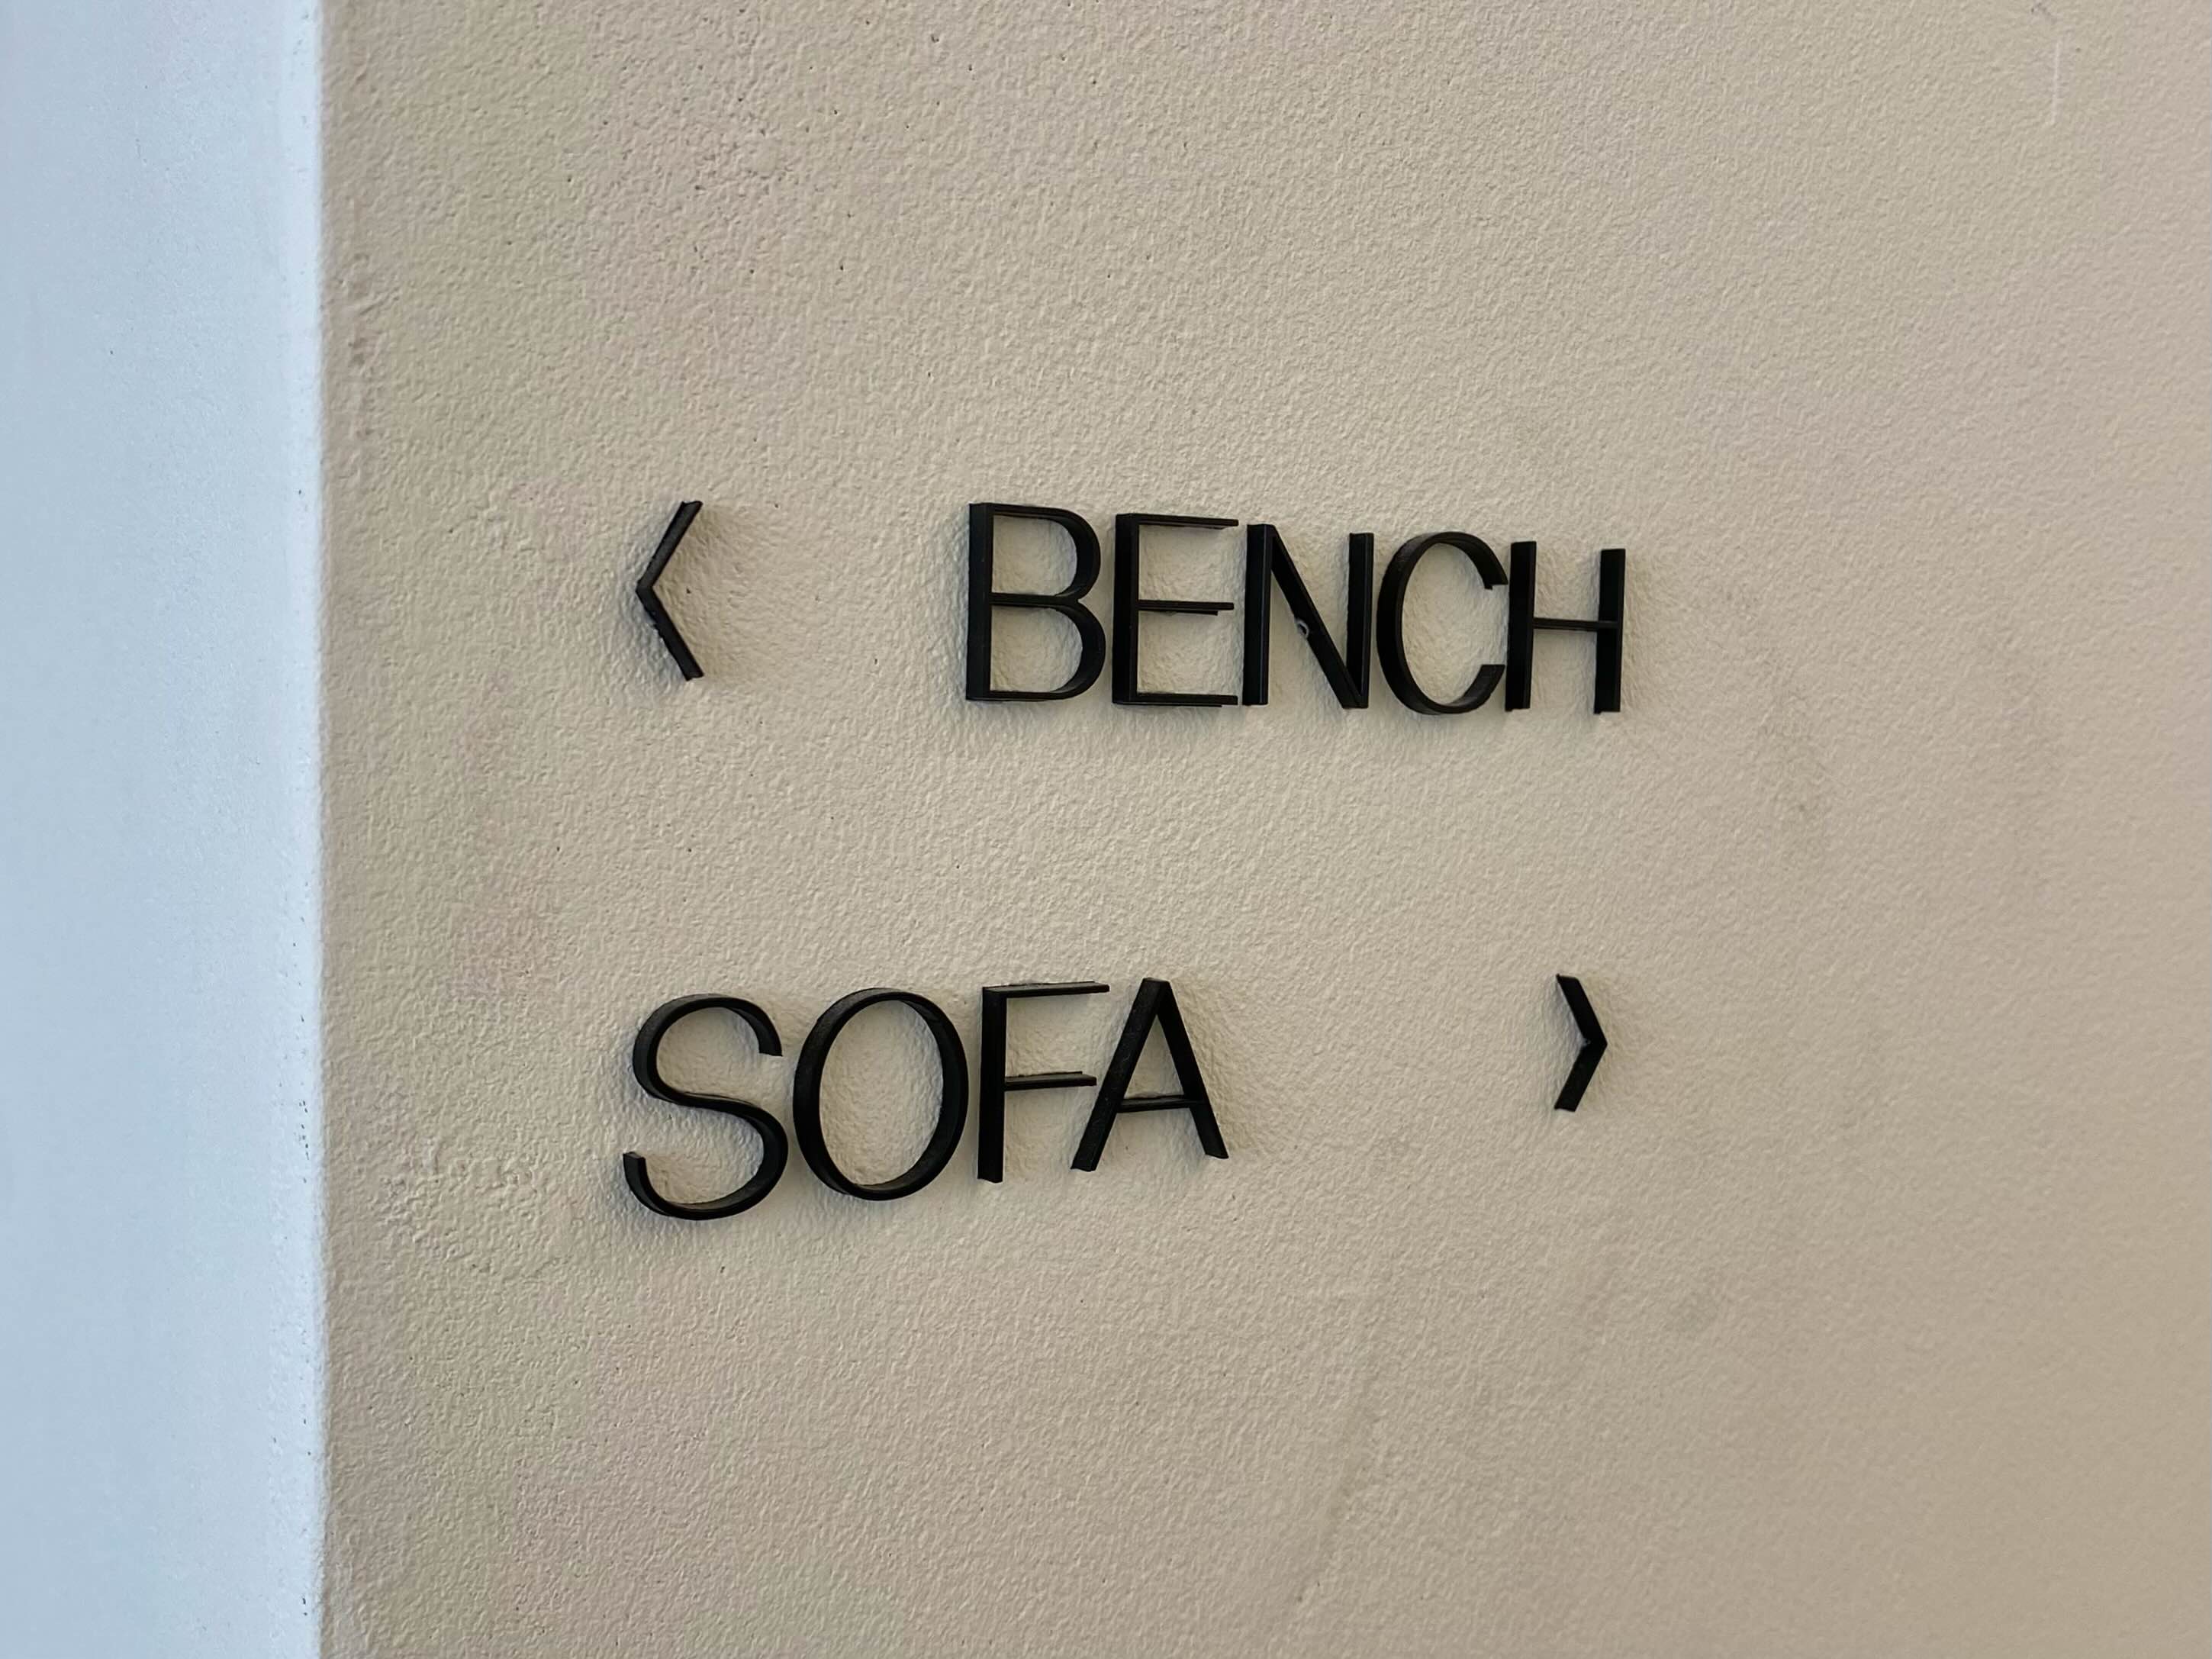 ‹ BENCH
SOFA ›